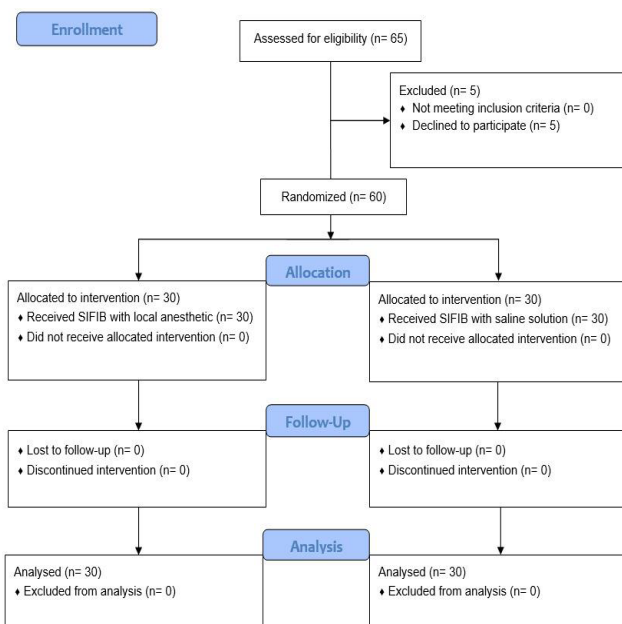 Enrollment
Assessed for eligibility (n= 65)
Excluded (n= 5)
♦ Not meeting inclusion criteria (n= 0)
♦ Declined to participate (n= 5)
Randomized (n= 60)
Allocation
Allocated to intervention (n= 30)
♦ Received SIFIB with local anesthetic (n= 30)
♦ Did not receive allocated intervention (n= 0)
Allocated to intervention (n= 30)
♦ Received SIFIB with saline solution (n= 30)
♦ Did not receive allocated intervention (n= 0)
Follow-Up
♦ Lost to follow-up (n= 0)
♦ Discontinued intervention (n= 0)
♦ Lost to follow-up (n= 0)
♦ Discontinued intervention (n= 0)
Analysis
Analysed (n= 30)
♦ Excluded from analysis (n= 0)
Analysed (n= 30)
♦ Excluded from analysis (n= 0)